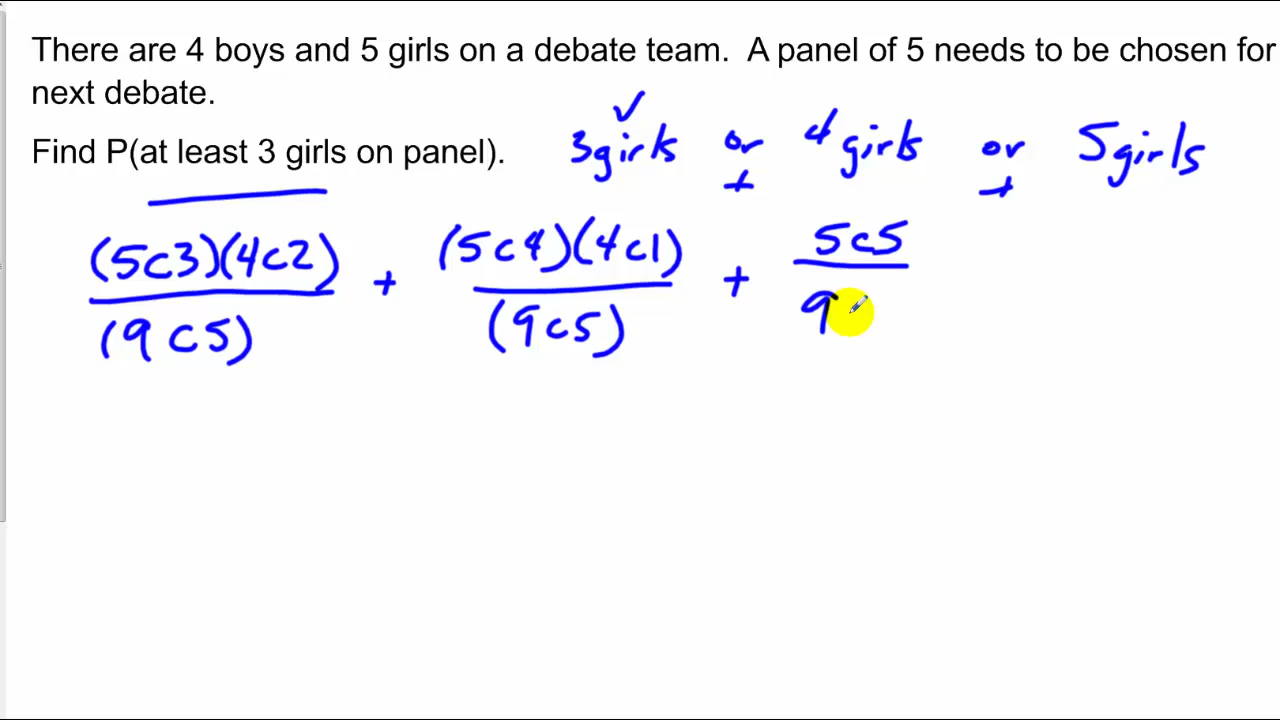 There are 4 boys and 5 girls on a debate team. A panel of 5 needs to be chosen for
next debate.
Find P(at least 3 girls on panel). 3girls or 4 girls or 5girls
+ +
(5C3)(4C2) + (5C4)(4C1) + 5C5
(9C5) (9C5) 9